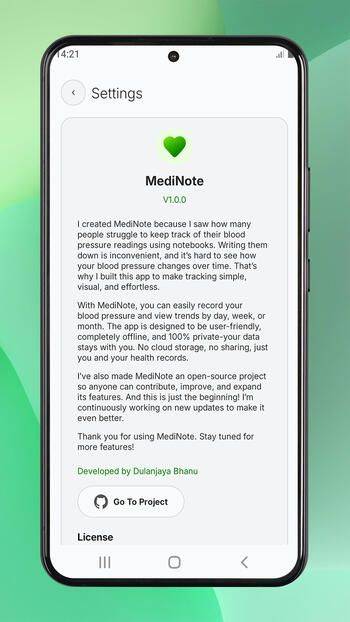 14:21
Settings
MediNote
V1.0.0
I created MediNote because I saw how many
people struggle to keep track of their blood
pressure readings using notebooks. Writing them
down is inconvenient, and it's hard to see how
your blood pressure changes over time. That's
why I built this app to make tracking simple,
visual, and effortless.
With MediNote, you can easily record your
blood pressure and view trends by day, week, or
month. The app is designed to be user-friendly,
completely offline, and 100% private-your data
stays with you. No cloud storage, no sharing, just
you and your health records.
I've also made MediNote an open-source project
so anyone can contribute, improve, and expand
its features. And this is just the beginning! I'm
continuously working on new updates to make it
even better.
Thank you for using MediNote. Stay tuned for
more features!
Developed by Dulanjaya Bhanu
Go To Project
License